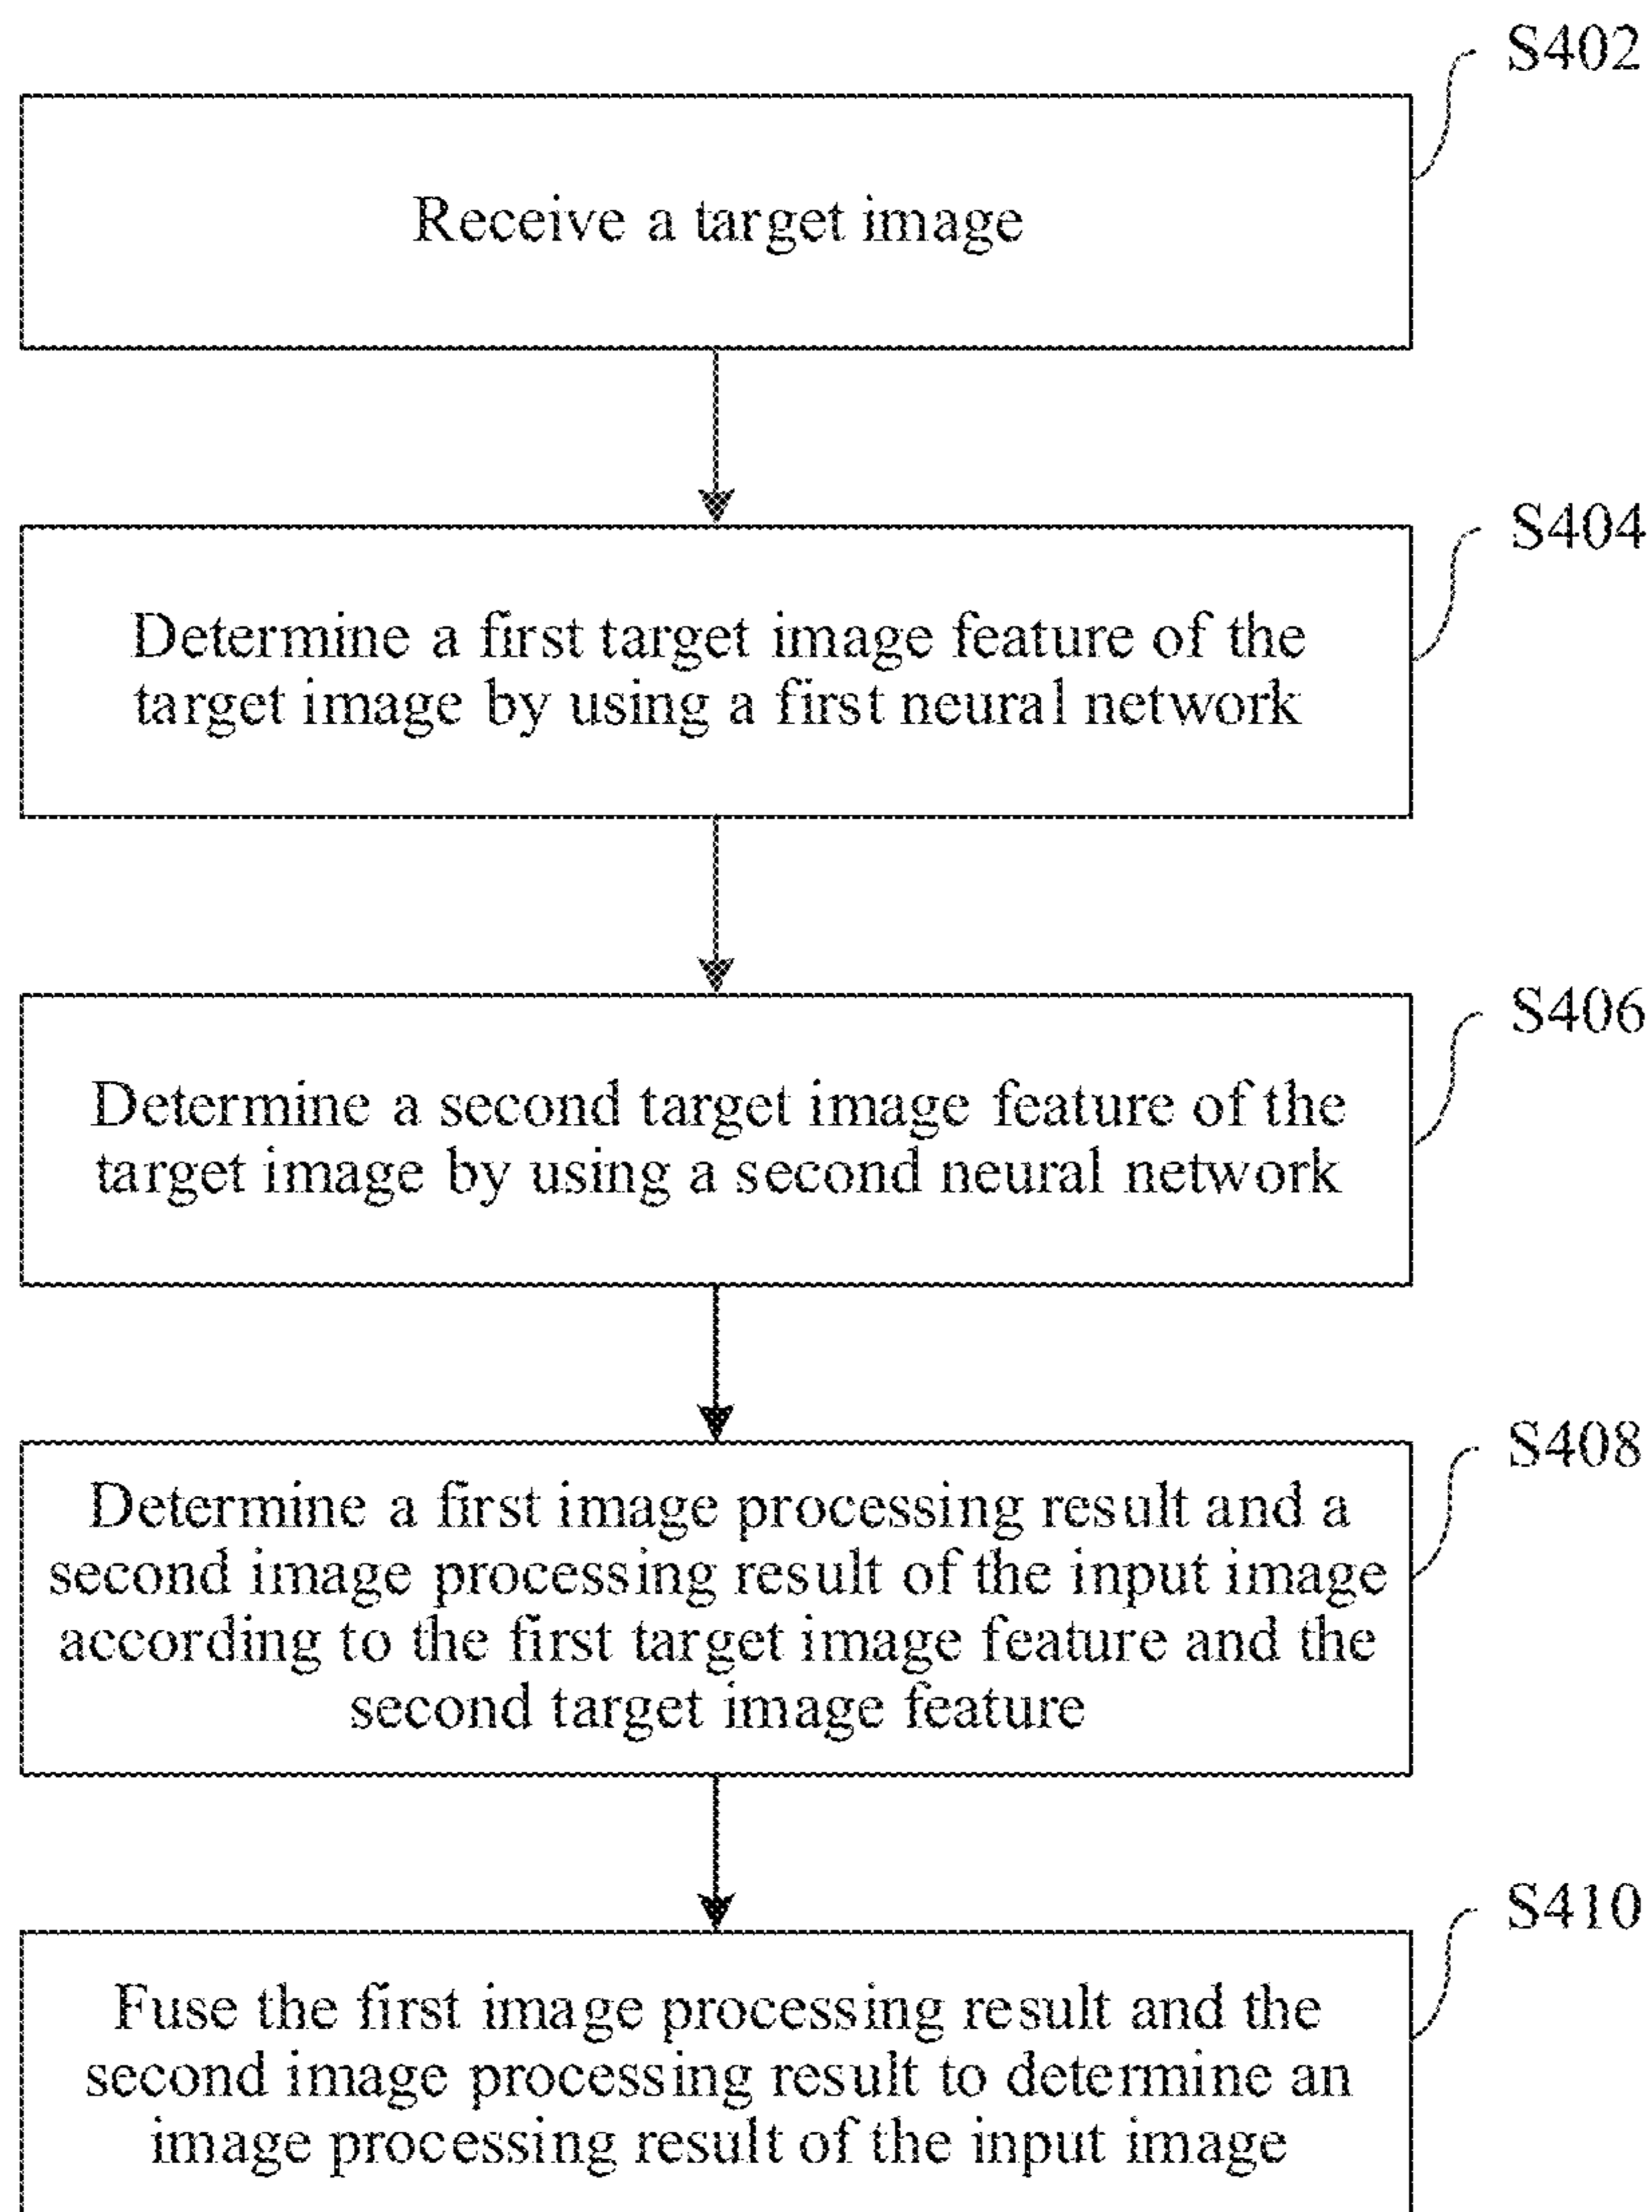 S402
Receive a target image
S404
Determine a first target image feature of the
target image by using a first neural network
S406
Determine a second target image feature of the
target image by using a second neural network
S408
Determine a first image processing result and a
second image processing result of the input image
according to the first target image feature and the
second target image feature
S410
Fuse the first image processing result and the
second image processing result to determine an
image processing result of the input image